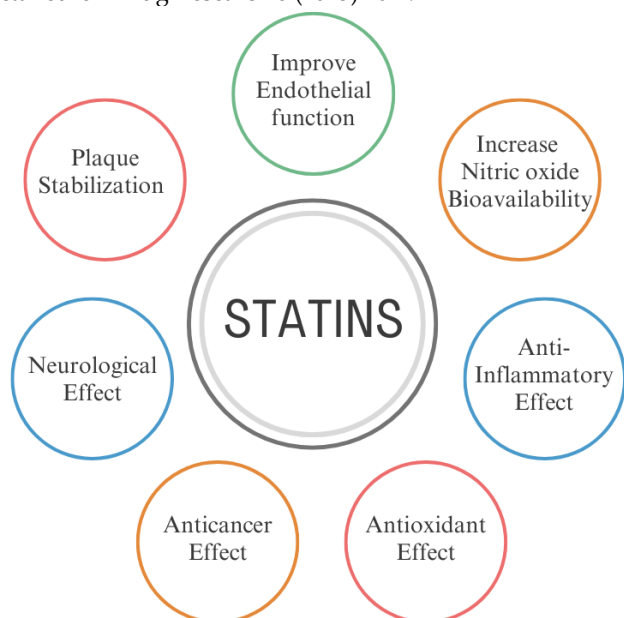 Improve
Endothelial
function
Increase
Nitric oxide
Bioavailability
Plaque
Stabilization
STATINS
Neurological
Effect
Anti-
Inflammatory
Effect
Anticancer
Effect
Antioxidant
Effect